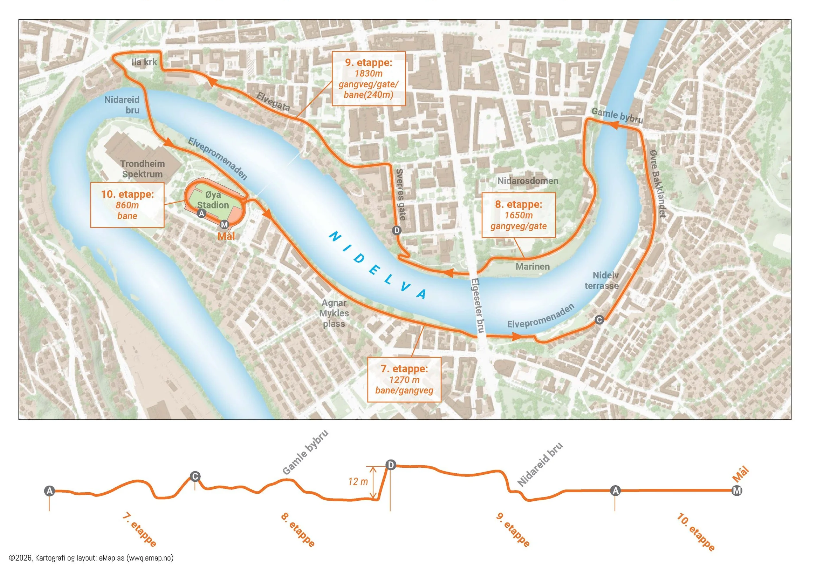 9. etappe:
1830m
gangveg/gate/
bane(240m)
Ila krk
Nidareid
bru
Elvegata
Gamle bybru
Elvepromenaden
Trondheim
Spektrum
Øvre Bakklandet
Sverres gate
Nidarosdomen
10. etappe:
860m
bane
Øya
Stadion
A
M
Mål
8. etappe:
1650m
gangveg/gate
D
NIDELVA
Marinen
Nidelv
terrasse
Elgeseter bru
Agnar
Mykles
plass
Elvepromenaden
C
7. etappe:
1270 m
bane/gangveg
Gamle bybru
Nidareid bru
Mål
A
C
D
12 m
A
M
7. etappe
8. etappe
9. etappe
10. etappe
©2026, Kartografi og layout: eMap as (www.emap.no)